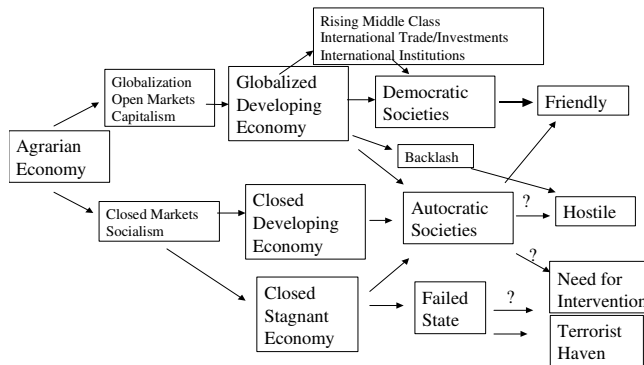 Rising Middle Class
International Trade/Investments
International Institutions
Globalization
Open Markets
Capitalism
Globalized
Developing
Economy
Democratic
Societies
Friendly
Agrarian
Economy
Backlash
Closed Markets
Socialism
Closed
Developing
Economy
Autocratic
Societies
?
Hostile
?
Closed
Stagnant
Economy
Failed
State
?
Need for
Intervention
Terrorist
Haven